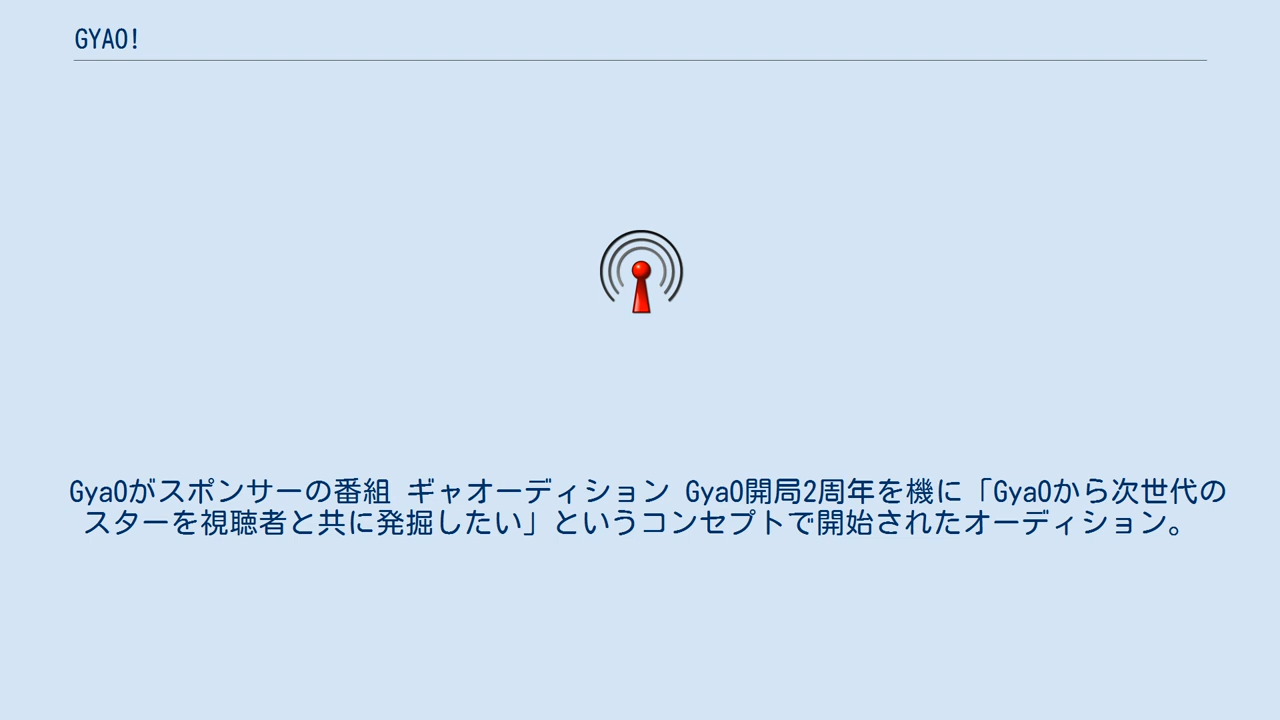 GYAO!
GyaOがスポンサーの番組 ギャオーディション GyaO開局2周年を機に「GyaOから次世代の
スターを視聴者と共に発掘したい」というコンセプトで開始されたオーディション。